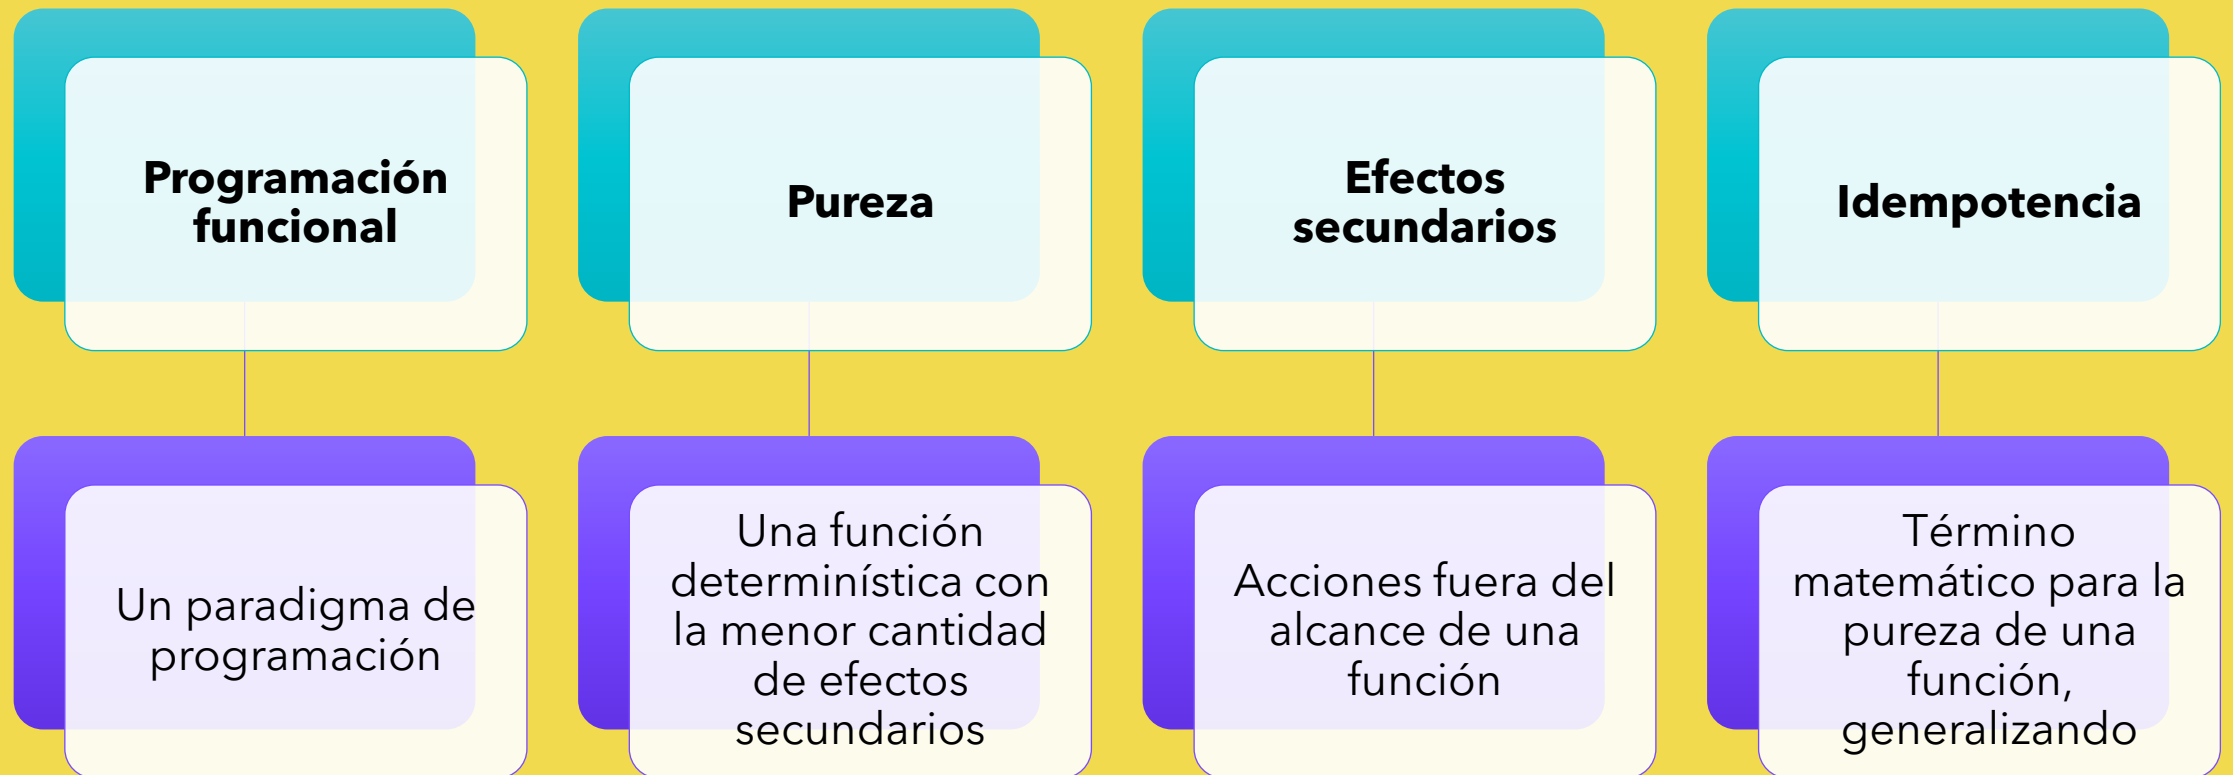 Programación
funcional
Pureza
Efectos
secundarios
Idempotencia
Un paradigma de
programación
Una función
determinística con
la menor cantidad
de efectos
secundarios
Acciones fuera del
alcance de una
función
Término
matemático para la
pureza de una
función,
generalizando